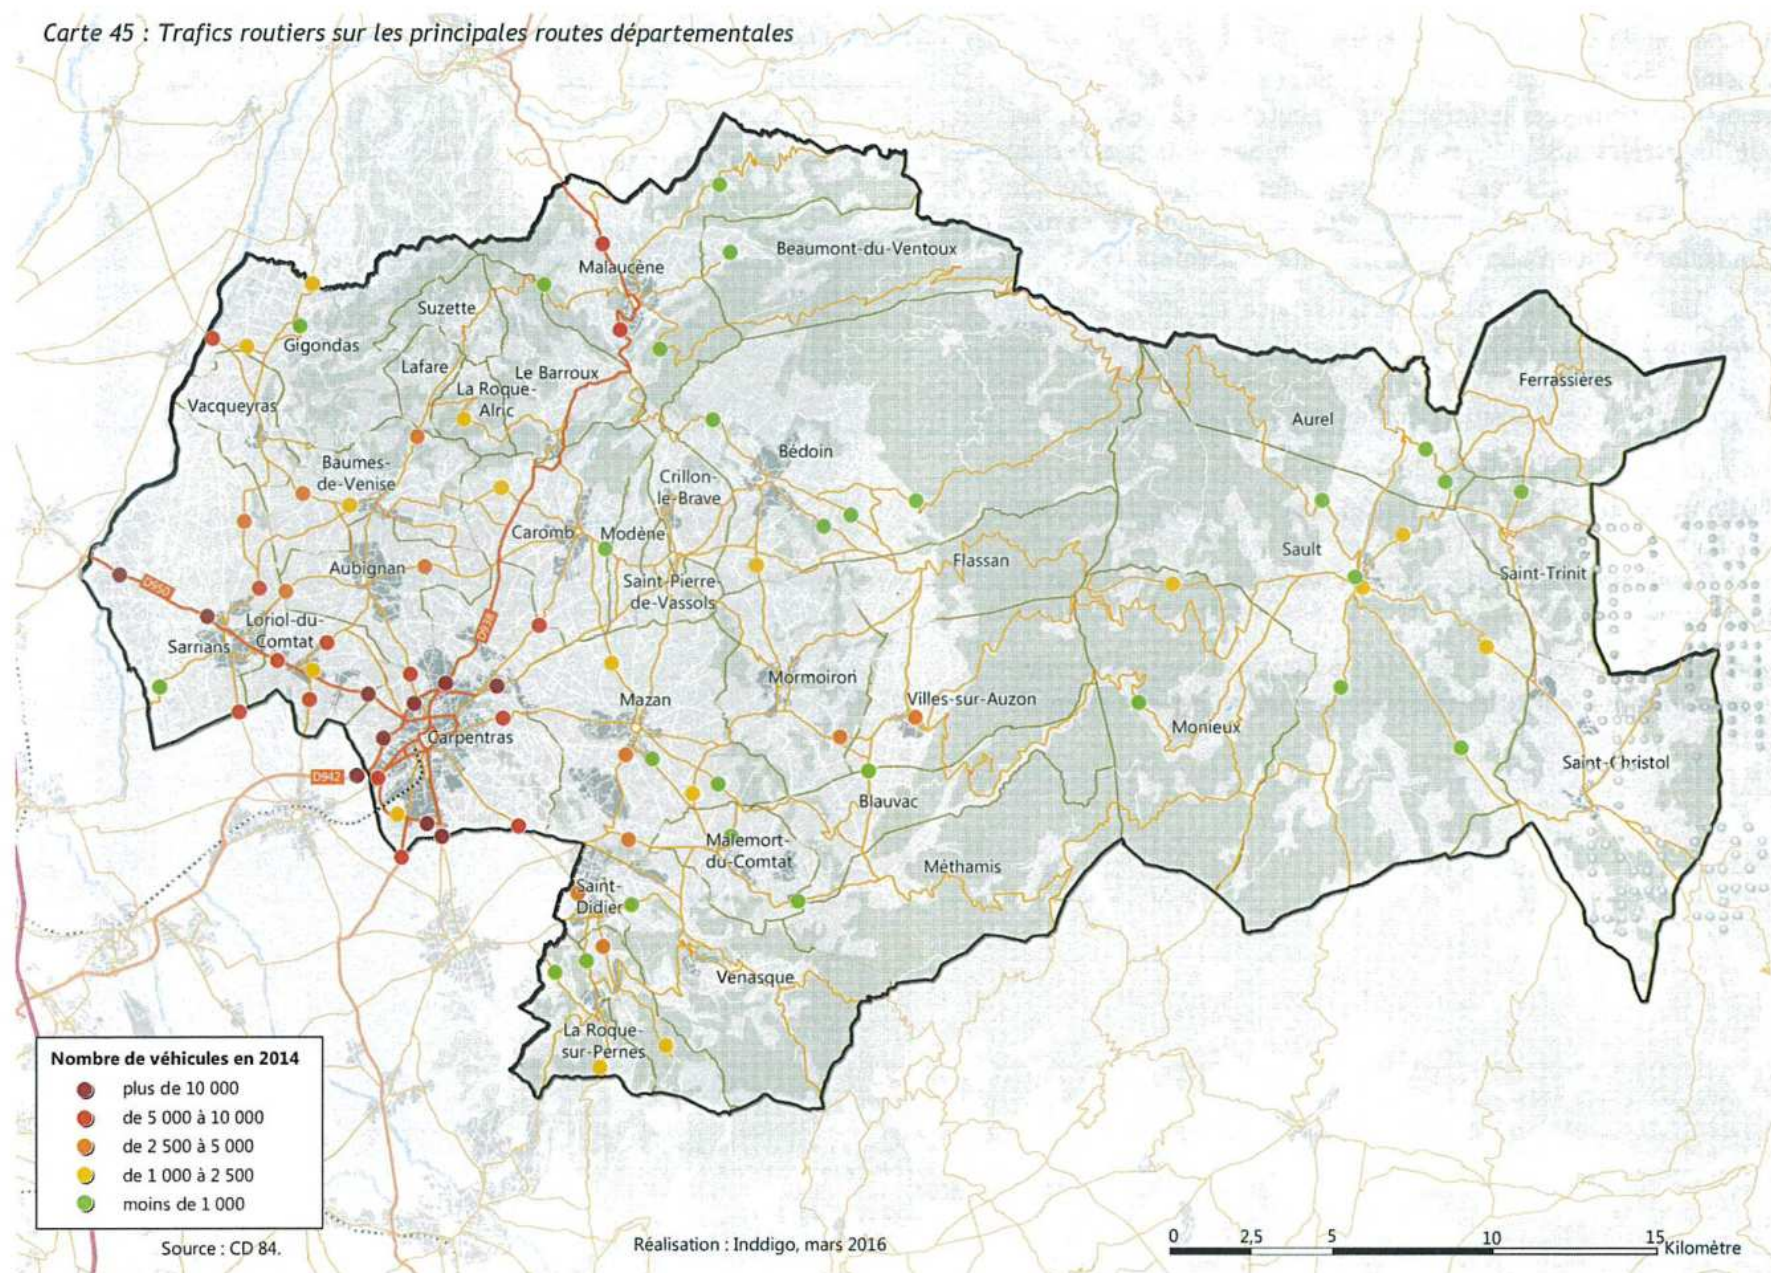 Carte 45 : Trafics routiers sur les principales routes départementales
Beaumont-du-Ventoux
Malaucène
Suzette
Gigondas
Lafare
Le Barroux
La Roque-
Alric
Vacqueyras
Ferrassières
Aurel
Bédoin
Baumes-
de-Venise
Crillon-
le-Brave
Caromb
Modène
Sault
Flassan
Saint-Trinit
Aubignan
Saint-Pierre-
de-Vassols
D950
D938
Loriol-du-
Comtat
Sarrians
Mormoiron
Mazan
Villes-sur-Auzon
Monieux
Carpentras
Saint-Christol
D942
Blauvac
Malemort-
du-Comtat
Méthamis
Saint-
Didier
Venasque
La Roque-
sur-Pernes
Nombre de véhicules en 2014
plus de 10 000
de 5 000 à 10 000
de 2 500 à 5 000
de 1 000 à 2 500
moins de 1 000
Source : CD 84.
Réalisation : Inddigo, mars 2016
0 2,5 5 10 15
Kilomètre